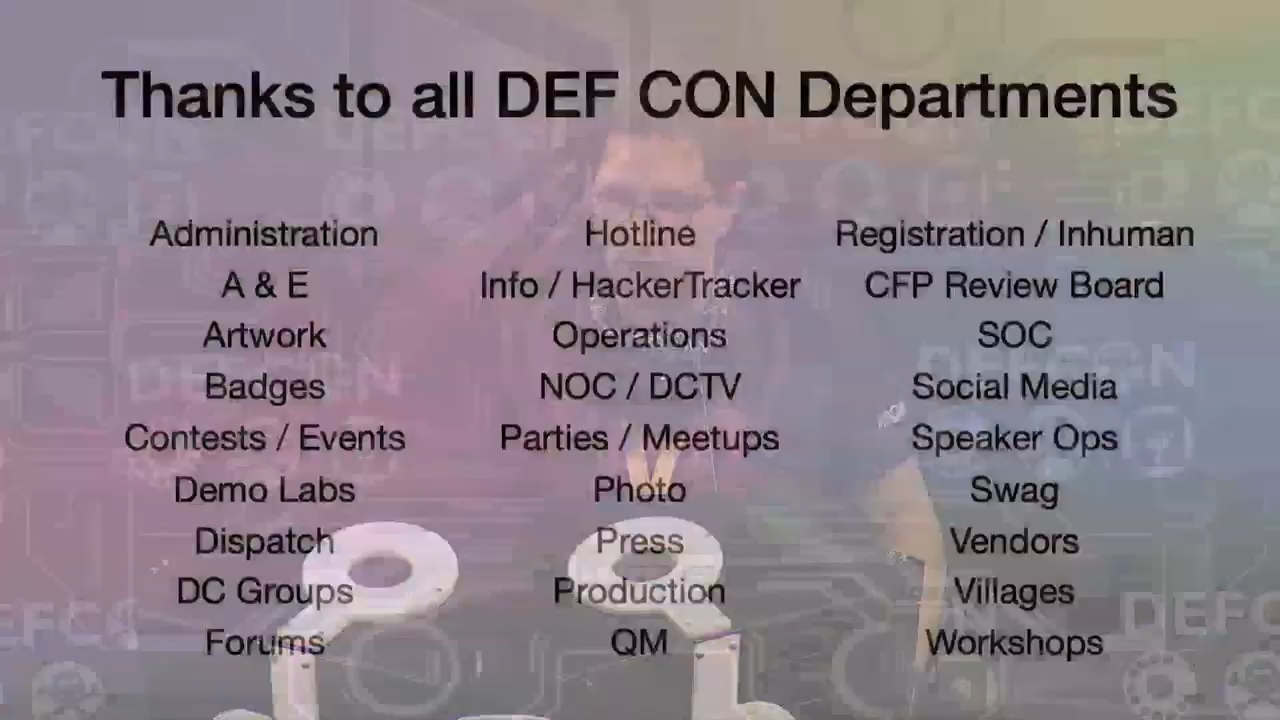 Thanks to all DEF CON Departments
Administration
A & E
Artwork
Badges
Contests / Events
Demo Labs
Dispatch
DC Groups
Forums
Hotline
Info / HackerTracker
Operations
NOC / DCTV
Parties / Meetups
Photo
Press
Production
QM
Registration / Inhuman
CFP Review Board
SOC
Social Media
Speaker Ops
Swag
Vendors
Villages
Workshops